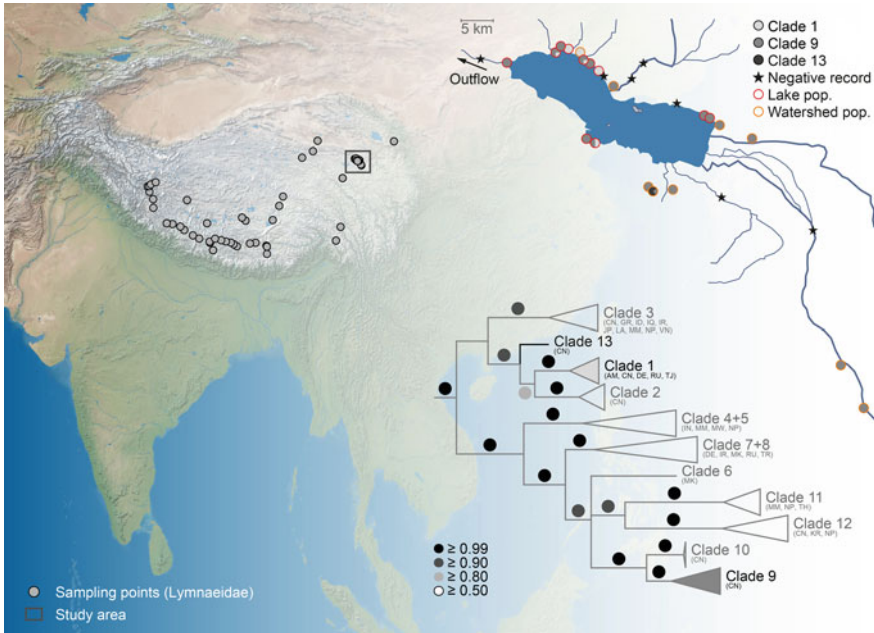 5 km
Outflow
Clade 1
Clade 9
Clade 13
Negative record
Lake pop.
Watershed pop.
Clade 3
(CN, GR, ID, IQ, IR,
JP, LA, MM, NP, VN)
Clade 13
(CN)
Clade 1
(AM, CN, DE, RU, TJ)
Clade 2
(CN)
Clade 4+5
(IN, MM, MW, NP)
Clade 7+8
(DE, IR, MK, RU, TR)
Clade 6
(MK)
Clade 11
(MM, NP, TH)
Clade 12
(CN, KR, NP)
Clade 10
(CN)
Clade 9
(CN)
≥ 0.99
≥ 0.90
≥ 0.80
≥ 0.50
Sampling points (Lymnaeidae)
Study area